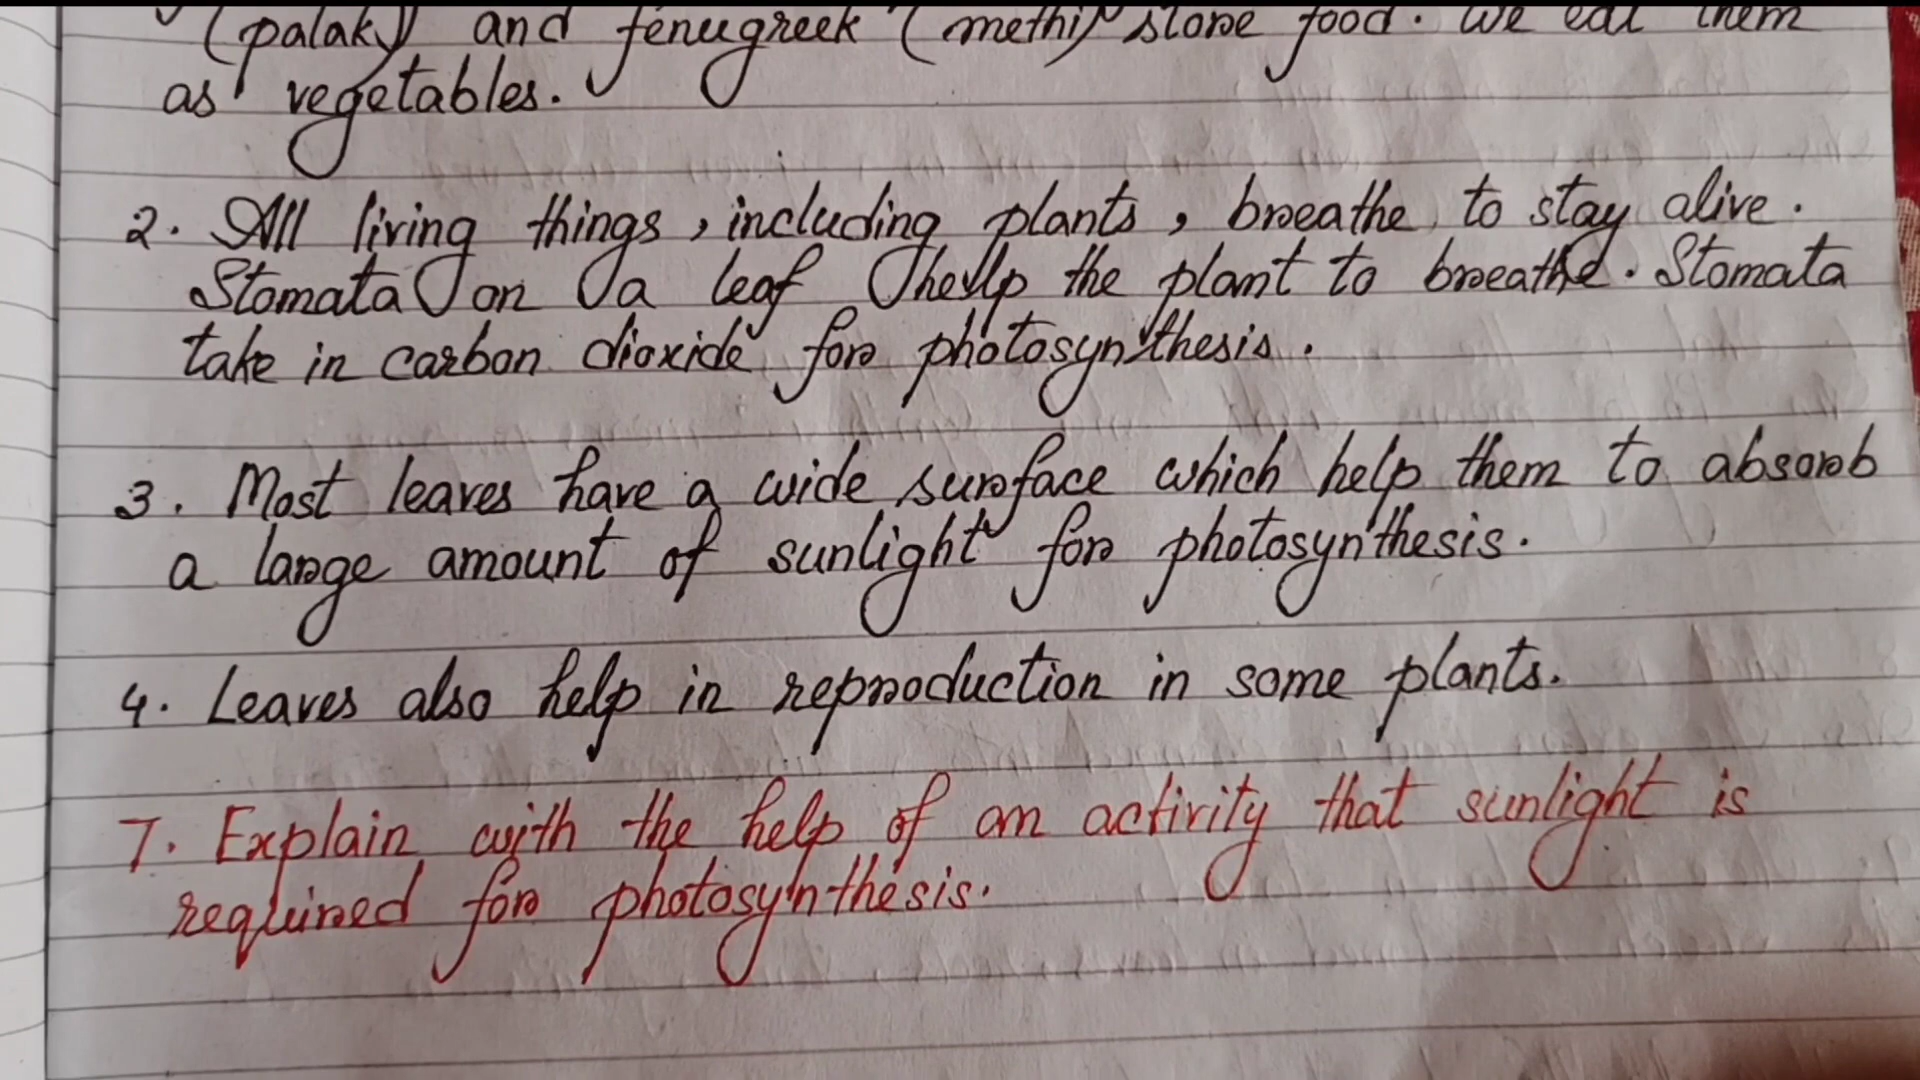 (palak) and fenugreek (methi) store food. We eat them
as vegetables.
2. All living things, including plants, breathe to stay alive.
Stomata on a leaf help the plant to breathe. Stomata
take in carbon dioxide for photosynthesis.
3. Most leaves have a wide surface which help them to absorb
a large amount of sunlight for photosynthesis.
4. Leaves also help in reproduction in some plants.
7. Explain with the help of an activity that sunlight is
required for photosynthesis.